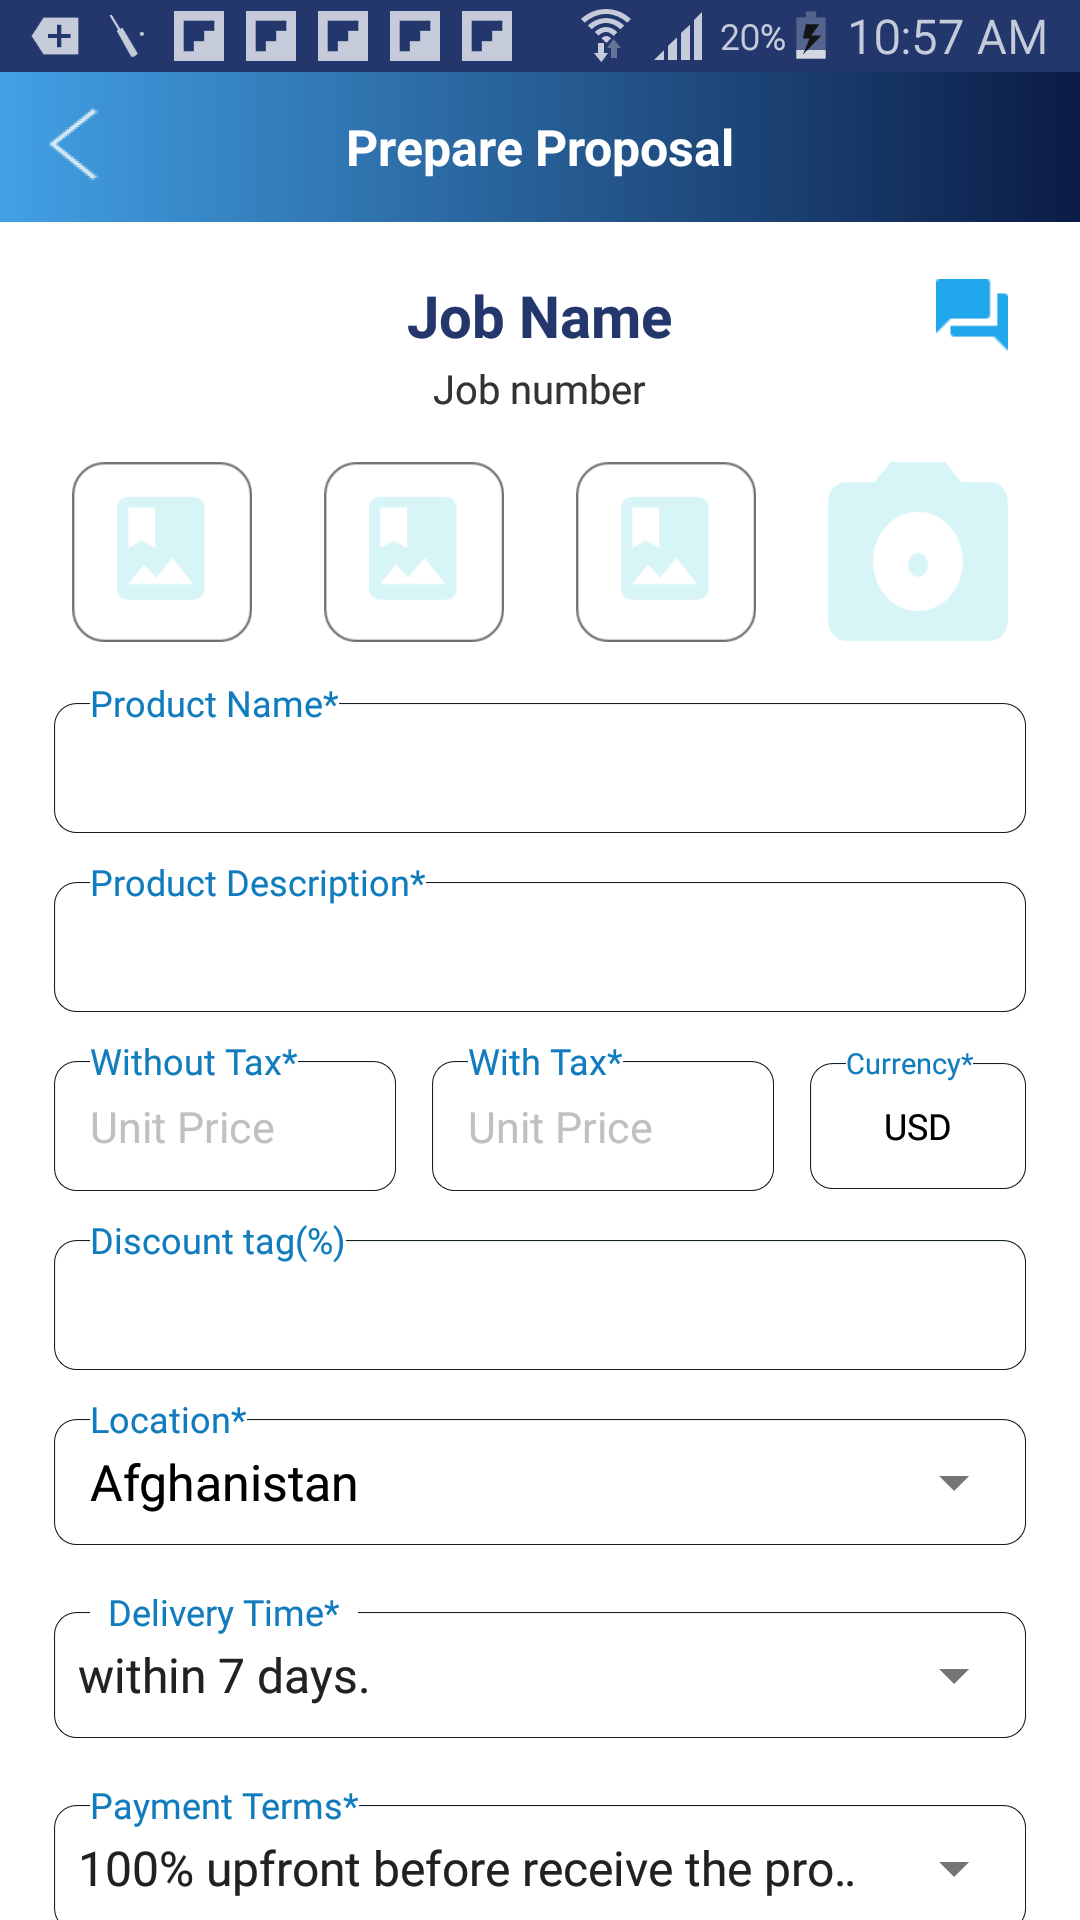 20% 10:57 AM
Prepare Proposal
Job Name
Job number
Product Name*
Product Description*
Without Tax* With Tax* Currency*
Unit Price Unit Price USD
Discount tag(%)
Location*
Afghanistan
Delivery Time*
within 7 days.
Payment Terms*
100% upfront before receive the pro..